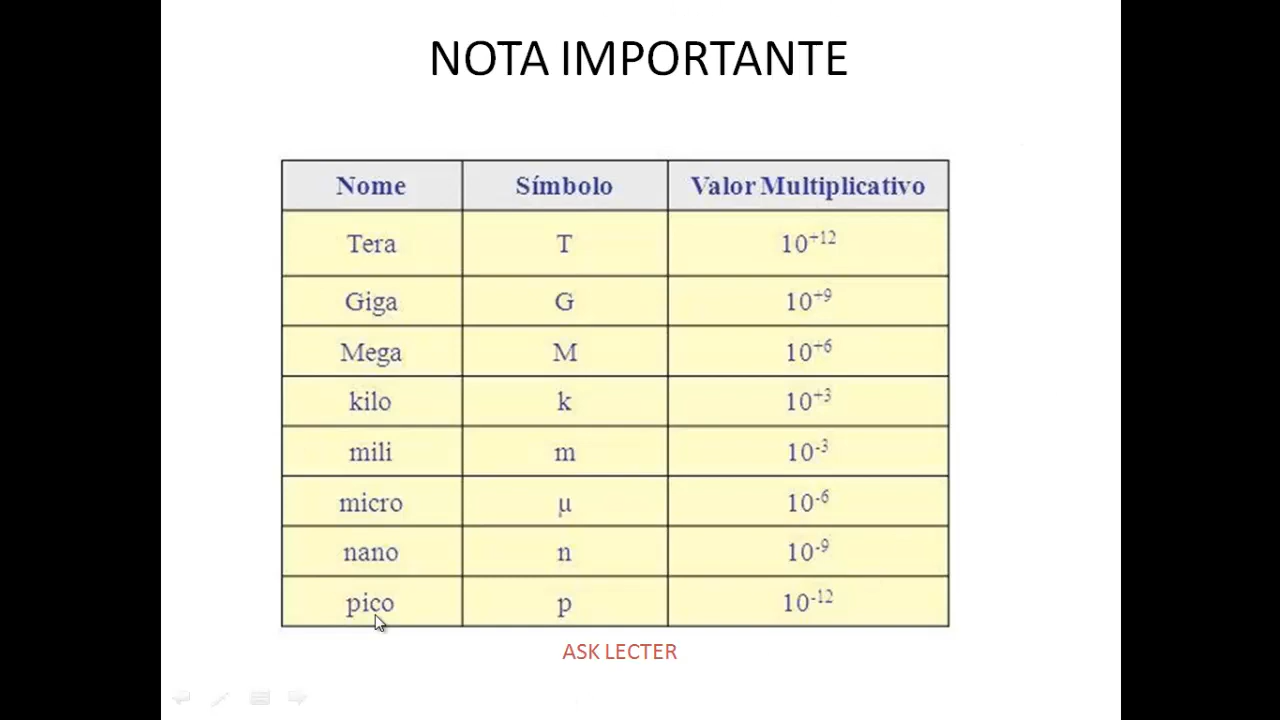 NOTA IMPORTANTE
Nome Símbolo Valor Multiplicativo
Tera T 10⁺¹²
Giga G 10⁺⁹
Mega M 10⁺⁶
kilo k 10⁺³
mili m 10⁻³
micro μ 10⁻⁶
nano n 10⁻⁹
pico p 10⁻¹²
ASK LECTER